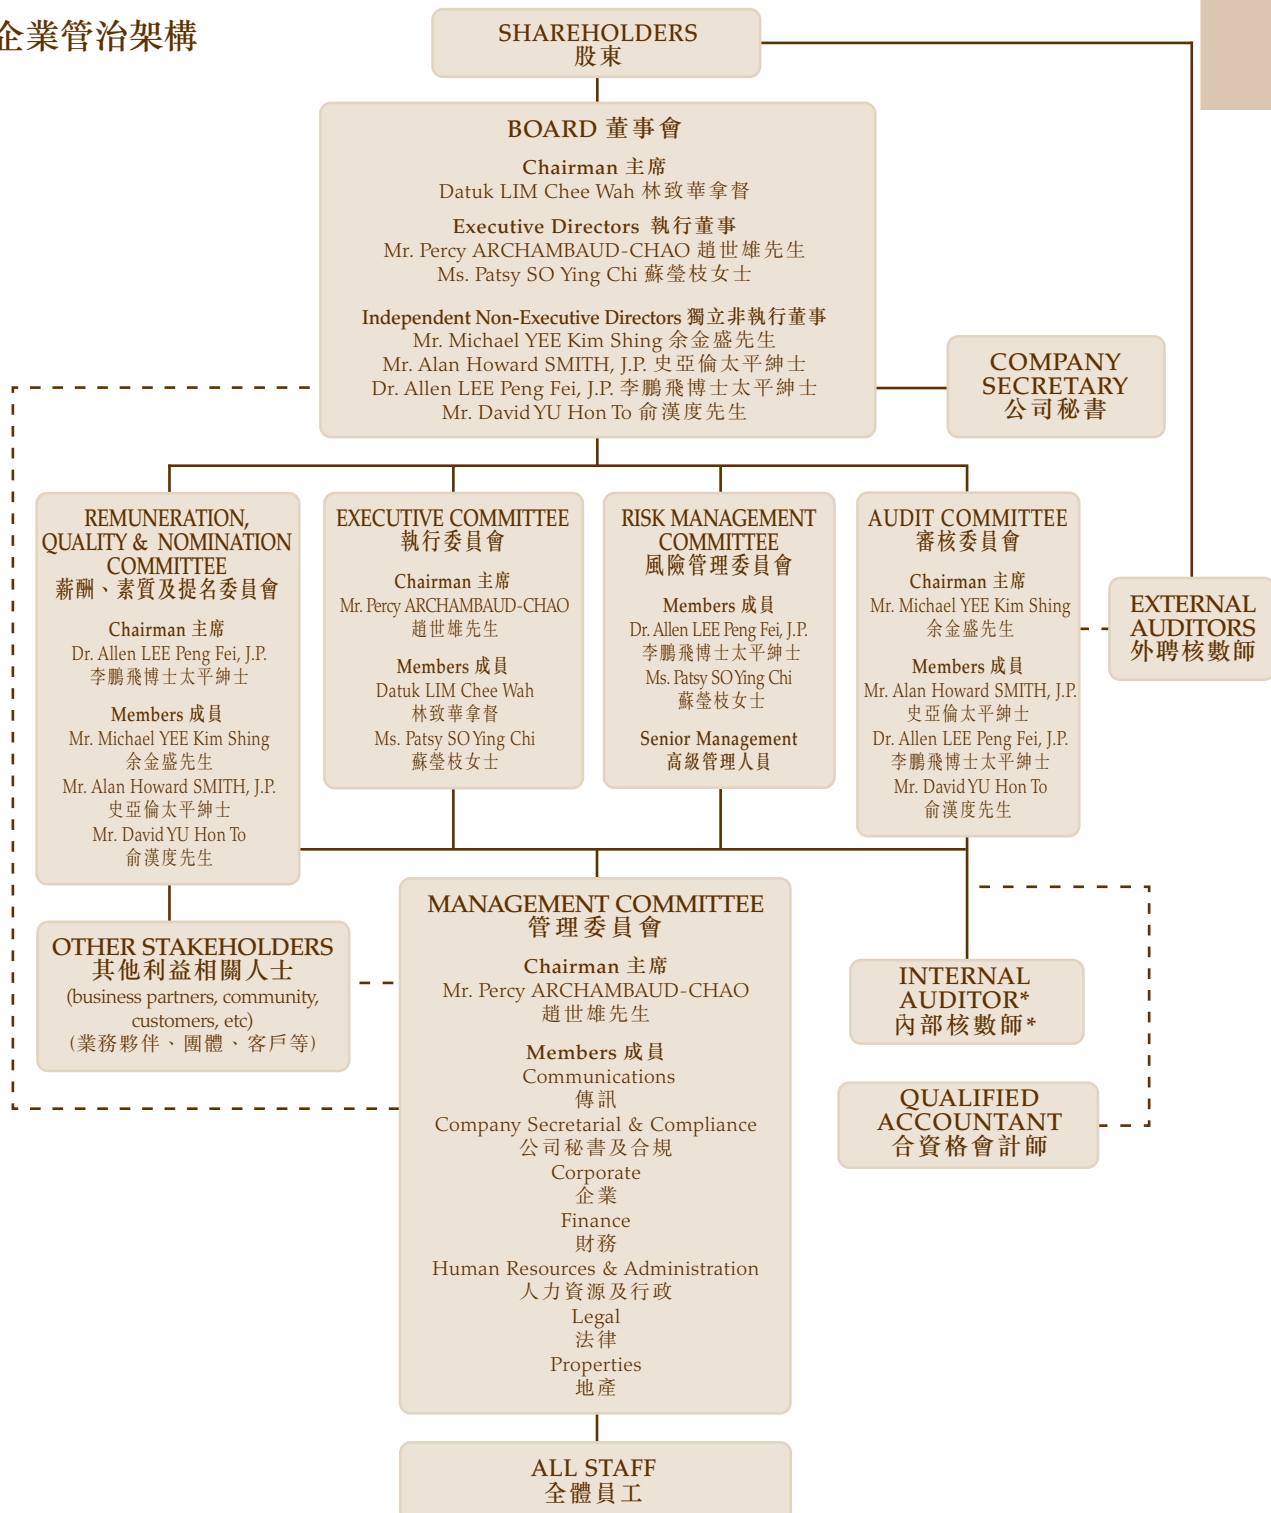 企業管治架構
SHAREHOLDERS
股東
BOARD 董事會
Chairman 主席
Datuk LIM Chee Wah 林致華拿督
Executive Directors 執行董事
Mr. Percy ARCHAMBAUD-CHAO 趙世雄先生
Ms. Patsy SO Ying Chi 蘇瑩枝女士
Independent Non-Executive Directors 獨立非執行董事
Mr. Michael YEE Kim Shing 余金盛先生
Mr. Alan Howard SMITH, J.P. 史亞倫太平紳士
Dr. Allen LEE Peng Fei, J.P. 李鵬飛博士太平紳士
Mr. David YU Hon To 俞漢度先生
COMPANY
SECRETARY
公司秘書
REMUNERATION,
QUALITY & NOMINATION
COMMITTEE
薪酬、素質及提名委員會
Chairman 主席
Dr. Allen LEE Peng Fei, J.P.
李鵬飛博士太平紳士
Members 成員
Mr. Michael YEE Kim Shing
余金盛先生
Mr. Alan Howard SMITH, J.P.
史亞倫太平紳士
Mr. David YU Hon To
俞漢度先生
EXECUTIVE COMMITTEE
執行委員會
Chairman 主席
Mr. Percy ARCHAMBAUD-CHAO
趙世雄先生
Members 成員
Datuk LIM Chee Wah
林致華拿督
Ms. Patsy SO Ying Chi
蘇瑩枝女士
RISK MANAGEMENT
COMMITTEE
風險管理委員會
Members 成員
Dr. Allen LEE Peng Fei, J.P.
李鵬飛博士太平紳士
Ms. Patsy SO Ying Chi
蘇瑩枝女士
Senior Management
高級管理人員
AUDIT COMMITTEE
審核委員會
Chairman 主席
Mr. Michael YEE Kim Shing
余金盛先生
Members 成員
Mr. Alan Howard SMITH, J.P.
史亞倫太平紳士
Dr. Allen LEE Peng Fei, J.P.
李鵬飛博士太平紳士
Mr. David YU Hon To
俞漢度先生
EXTERNAL
AUDITORS
外聘核數師
OTHER STAKEHOLDERS
其他利益相關人士
(business partners, community,
customers, etc)
(業務夥伴、團體、客戶等)
MANAGEMENT COMMITTEE
管理委員會
Chairman 主席
Mr. Percy ARCHAMBAUD-CHAO
趙世雄先生
Members 成員
Communications
傳訊
Company Secretarial & Compliance
公司秘書及合規
Corporate
企業
Finance
財務
Human Resources & Administration
人力資源及行政
Legal
法律
Properties
地產
INTERNAL
AUDITOR*
內部核數師*
QUALIFIED
ACCOUNTANT
合資格會計師
ALL STAFF
全體員工